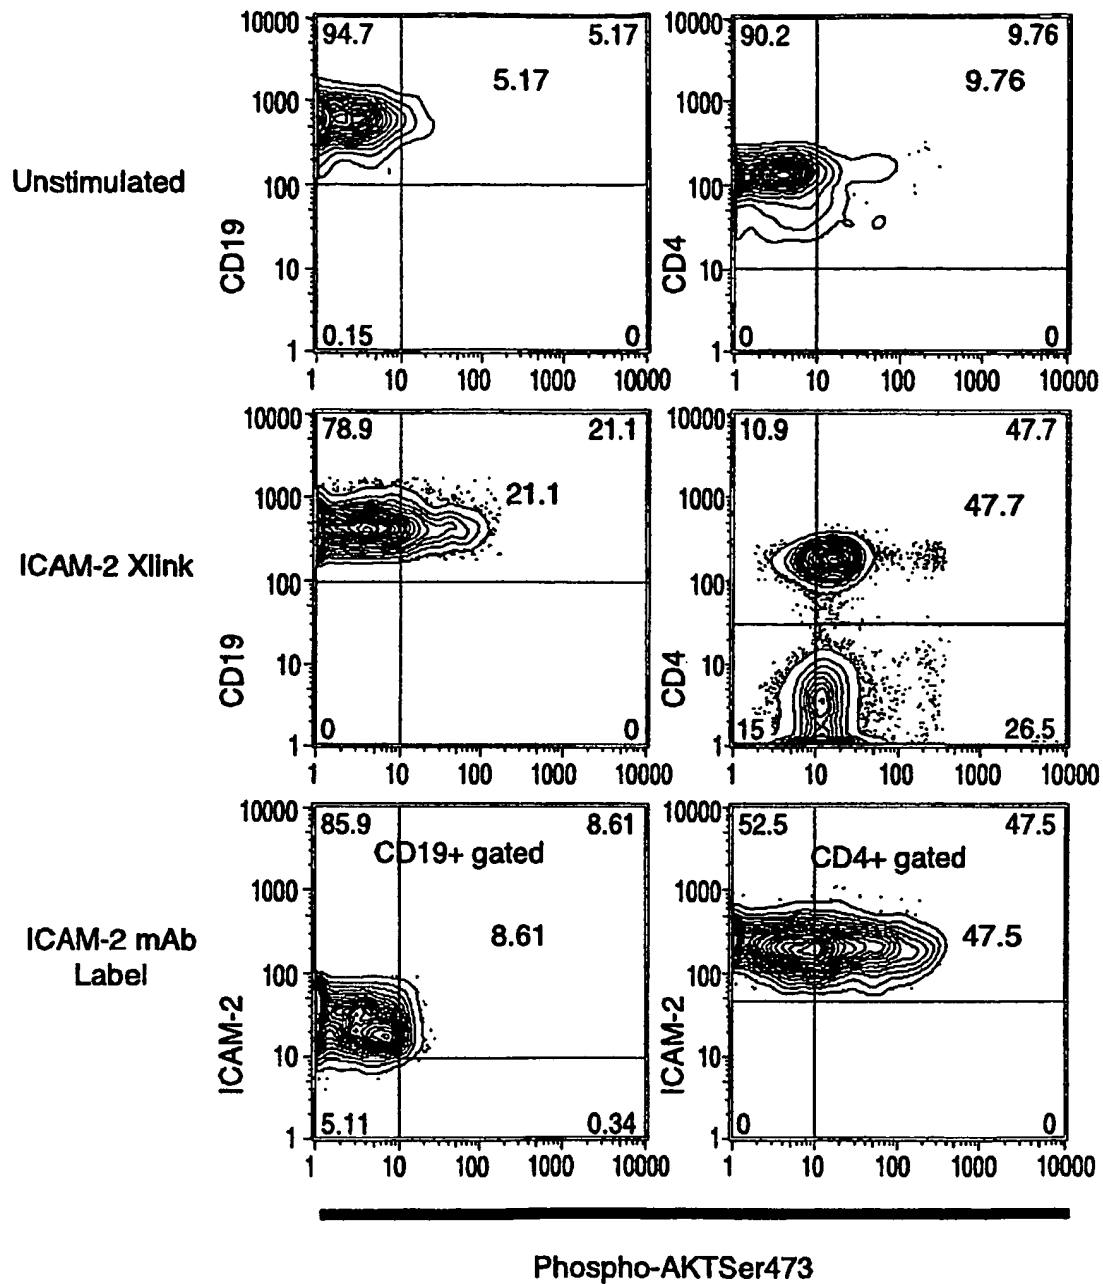 10000 94.7 5.17 10000 90.2 9.76
5.17 9.76
1000 1000
Unstimulated
100 100
CD19 CD4
10 10
0.15 0 0 0
1 1
1 10 100 1000 10000 1 10 100 1000 10000
10000 78.9 21.1 10000 10.9 47.7
1000 21.1 1000 47.7
ICAM-2 Xlink
100 100
CD19 CD4
10 10
0 0 15 26.5
1 1
1 10 100 1000 10000 1 10 100 1000 10000
10000 85.9 8.61 10000 52.5 47.5
CD19+ gated CD4+ gated
1000 1000
ICAM-2 mAb 8.61 47.5
Label
100 100
ICAM-2 ICAM-2
10 10
5.11 0.34 0 0
1 1
1 10 100 1000 10000 1 10 100 1000 10000
Phospho-AKTSer473